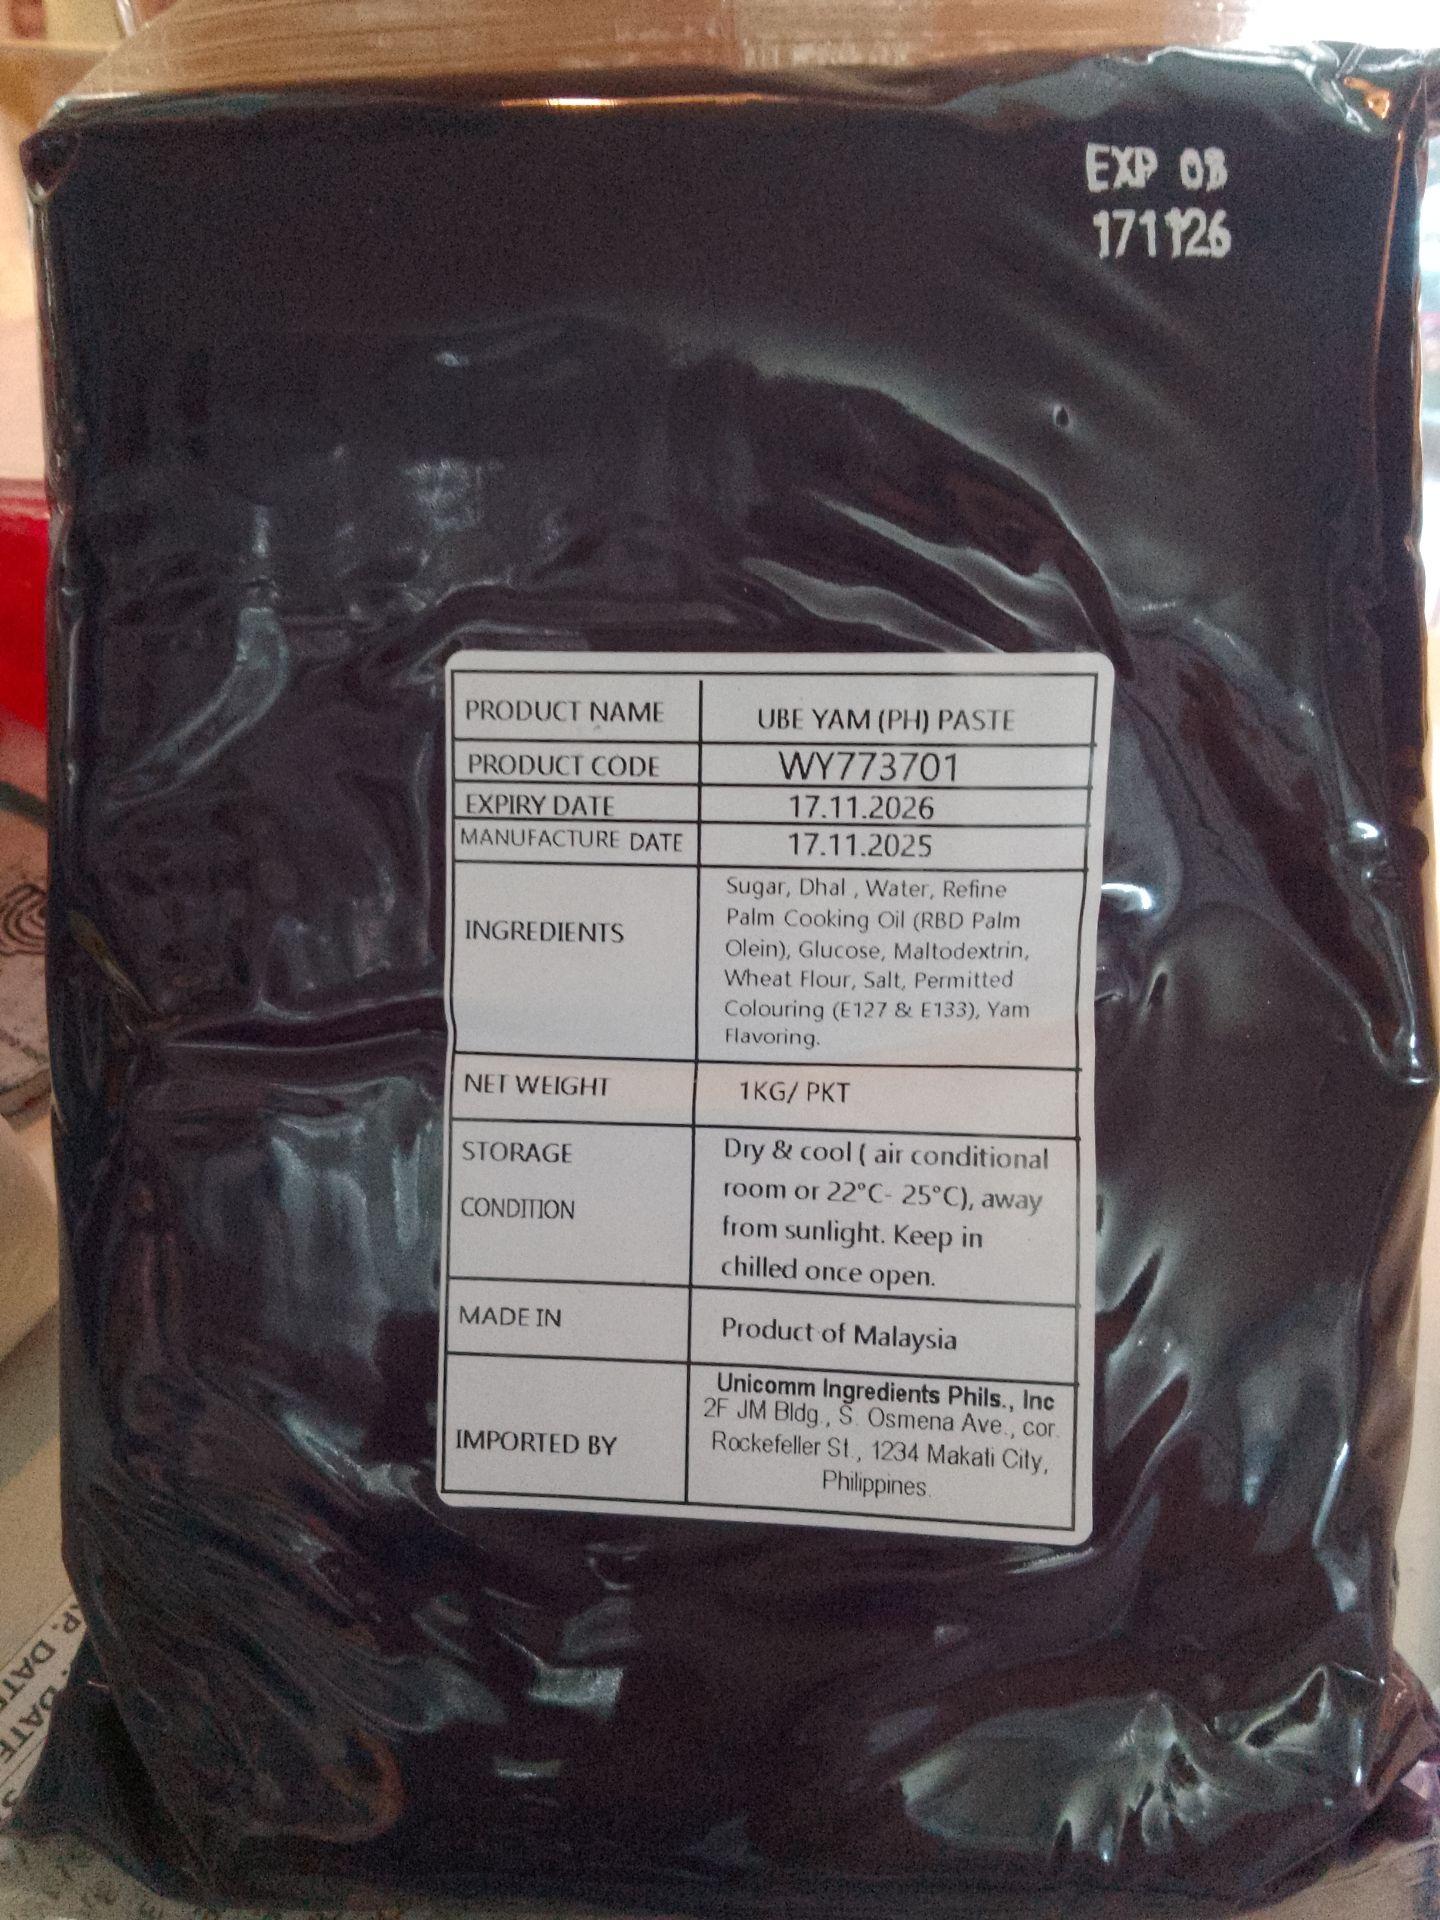 EXP 08
171126
PRODUCT NAME UBE YAM (PH) PASTE
PRODUCT CODE WY773701
EXPIRY DATE 17.11.2026
MANUFACTURE DATE 17.11.2025
INGREDIENTS
Sugar, Dhal , Water, Refine
Palm Cooking Oil (RBD Palm
Olein), Glucose, Maltodextrin,
Wheat Flour, Salt, Permitted
Colouring (E127 & E133), Yam
Flavoring.
NET WEIGHT 1KG/ PKT
STORAGE
CONDITION
Dry & cool ( air conditional
room or 22°C- 25°C), away
from sunlight. Keep in
chilled once open.
MADE IN Product of Malaysia
IMPORTED BY
Unicomm Ingredients Phils., Inc
2F JM Bldg., S. Osmena Ave., cor.
Rockefeller St., 1234 Makati City,
Philippines.